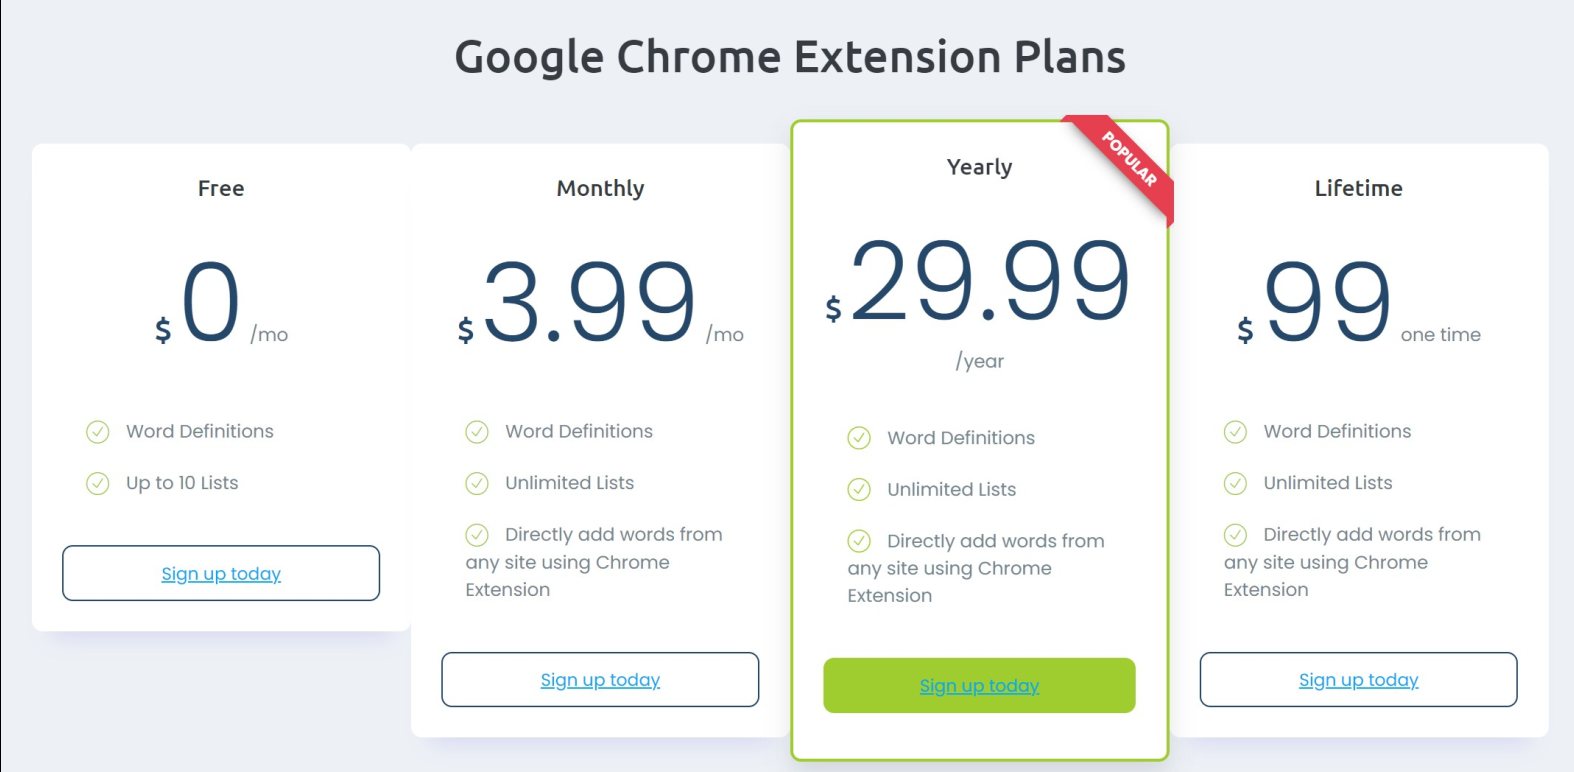 Google Chrome Extension Plans
Free
$0 /mo
Word Definitions
Up to 10 Lists
Sign up today
Monthly
$3.99 /mo
Word Definitions
Unlimited Lists
Directly add words from
any site using Chrome
Extension
Sign up today
POPULAR
Yearly
$29.99
/year
Word Definitions
Unlimited Lists
Directly add words from
any site using Chrome
Extension
Sign up today
Lifetime
$99 one time
Word Definitions
Unlimited Lists
Directly add words from
any site using Chrome
Extension
Sign up today